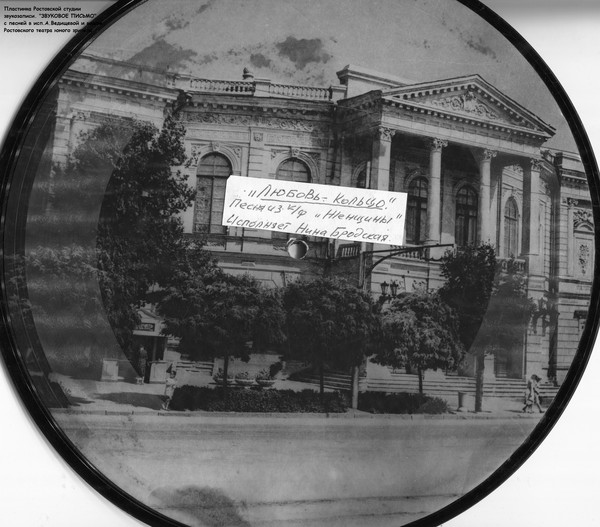 Пластинка Ростовской студии
звукозаписи: "ЗВУКОВОЕ ПИСЬМО"
с песней в исп.А.Ведищевой и
Ростовского театра юного
"Любовь-кольцо."
Песня из к/ф "Женщины"
Исполняет Нина Бродская.